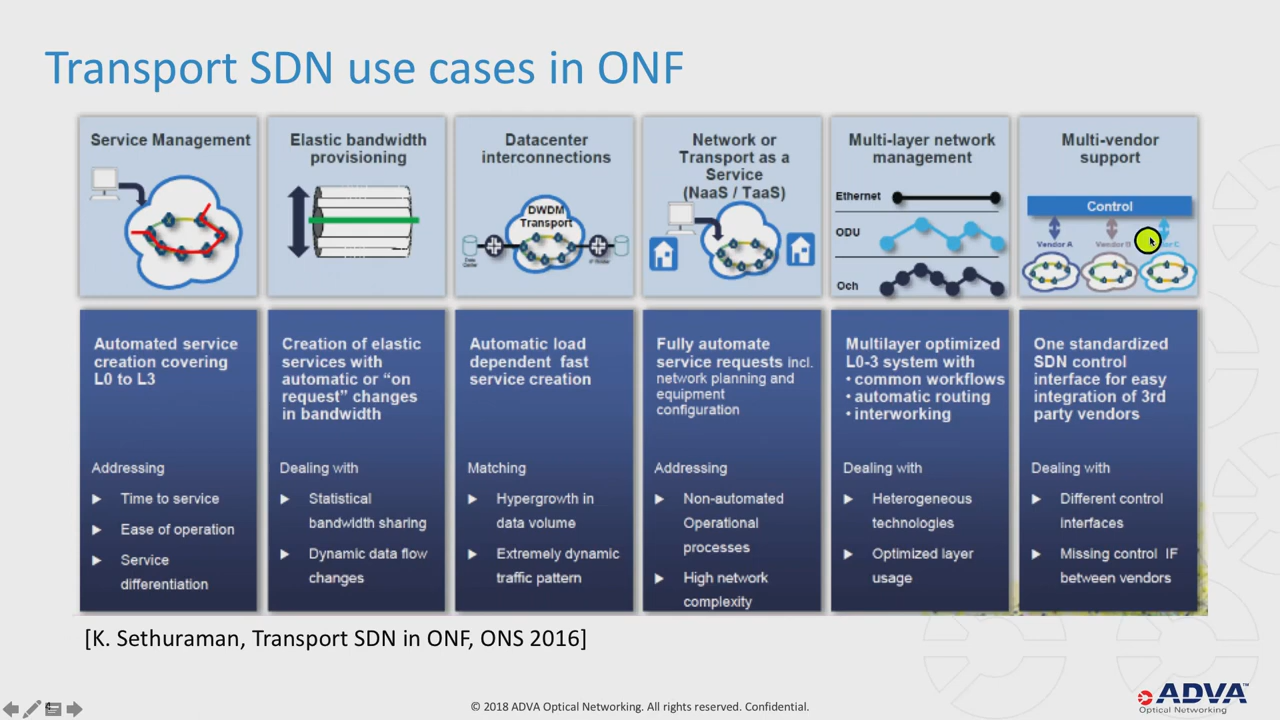 Transport SDN use cases in ONF
Service Management
Elastic bandwidth
provisioning
Datacenter
interconnections
DWDM
Transport
Network or
Transport as a
Service
(NaaS / TaaS)
Multi-layer network
management
Ethernet
ODU
Och
Multi-vendor
support
Control
Vendor A
Vendor B
Automated service
creation covering
L0 to L3
Addressing
Time to service
Ease of operation
Service
differentiation
Creation of elastic
services with
automatic or “on
request” changes
in bandwidth
Dealing with
Statistical
bandwidth sharing
Dynamic data flow
changes
Automatic load
dependent fast
service creation
Matching
Hypergrowth in
data volume
Extremely dynamic
traffic pattern
Fully automate
service requests incl.
network planning and
equipment
configuration
Addressing
Non-automated
Operational
processes
High network
complexity
Multilayer optimized
L0-3 system with
• common workflows
• automatic routing
• interworking
Dealing with
Heterogeneous
technologies
Optimized layer
usage
One standardized
SDN control
interface for easy
integration of 3rd
party vendors
Dealing with
Different control
interfaces
Missing control IF
between vendors
[K. Sethuraman, Transport SDN in ONF, ONS 2016]
4
© 2018 ADVA Optical Networking. All rights reserved. Confidential.
ADVA™
Optical Networking